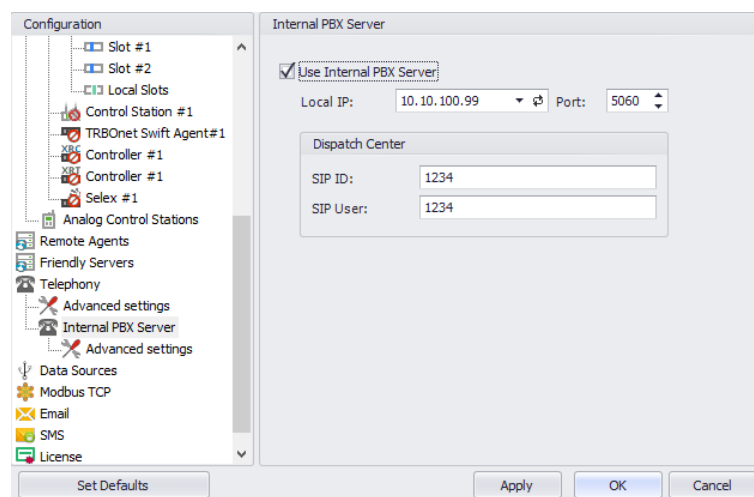 Configuration
Slot #1
Slot #2
Local Slots
Control Station #1
TRBOnet Swift Agent#1
XRC
Controller #1
XRT
Controller #1
Selex #1
Analog Control Stations
Remote Agents
Friendly Servers
Telephony
Advanced settings
Internal PBX Server
Advanced settings
Data Sources
Modbus TCP
Email
SMS
License
Set Defaults
Internal PBX Server
Use Internal PBX Server
Local IP: 10.10.100.99 Port: 5060
Dispatch Center
SIP ID: 1234
SIP User: 1234
Apply OK Cancel